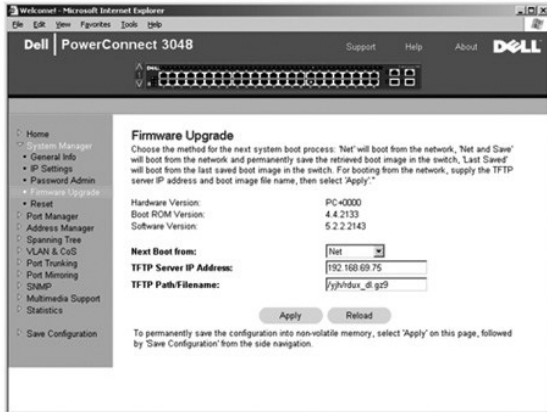 Welcome! - Microsoft Internet Explorer
File Edit View Favorites Tools Help
Dell | PowerConnect 3048
Support Help About DELL
Home
System Manager
General Info
IP Settings
Password Admin
Firmware Upgrade
Reset
Port Manager
Address Manager
Spanning Tree
VLAN & CoS
Port Trunking
Port Mirroring
SNMP
Multimedia Support
Statistics
Save Configuration
Firmware Upgrade
Choose the method for the next system boot process: 'Net' will boot from the network, 'Net and Save'
will boot from the network and permanently save the retrieved boot image in the switch, 'Last Saved'
will boot from the last saved boot image in the switch. For booting from the network, supply the TFTP
server IP address and boot image file name, then select 'Apply'."
Hardware Version: PC+0000
Boot ROM Version: 4.4.2133
Software Version: 5.2.2.2143
Next Boot from: Net
TFTP Server IP Address: 192.168.69.75
TFTP Path/Filename: /yjh/rdux_dl.gz9
Apply Reload
To permanently save the configuration into non-volatile memory, select 'Apply' on this page, followed
by 'Save Configuration' from the side navigation.